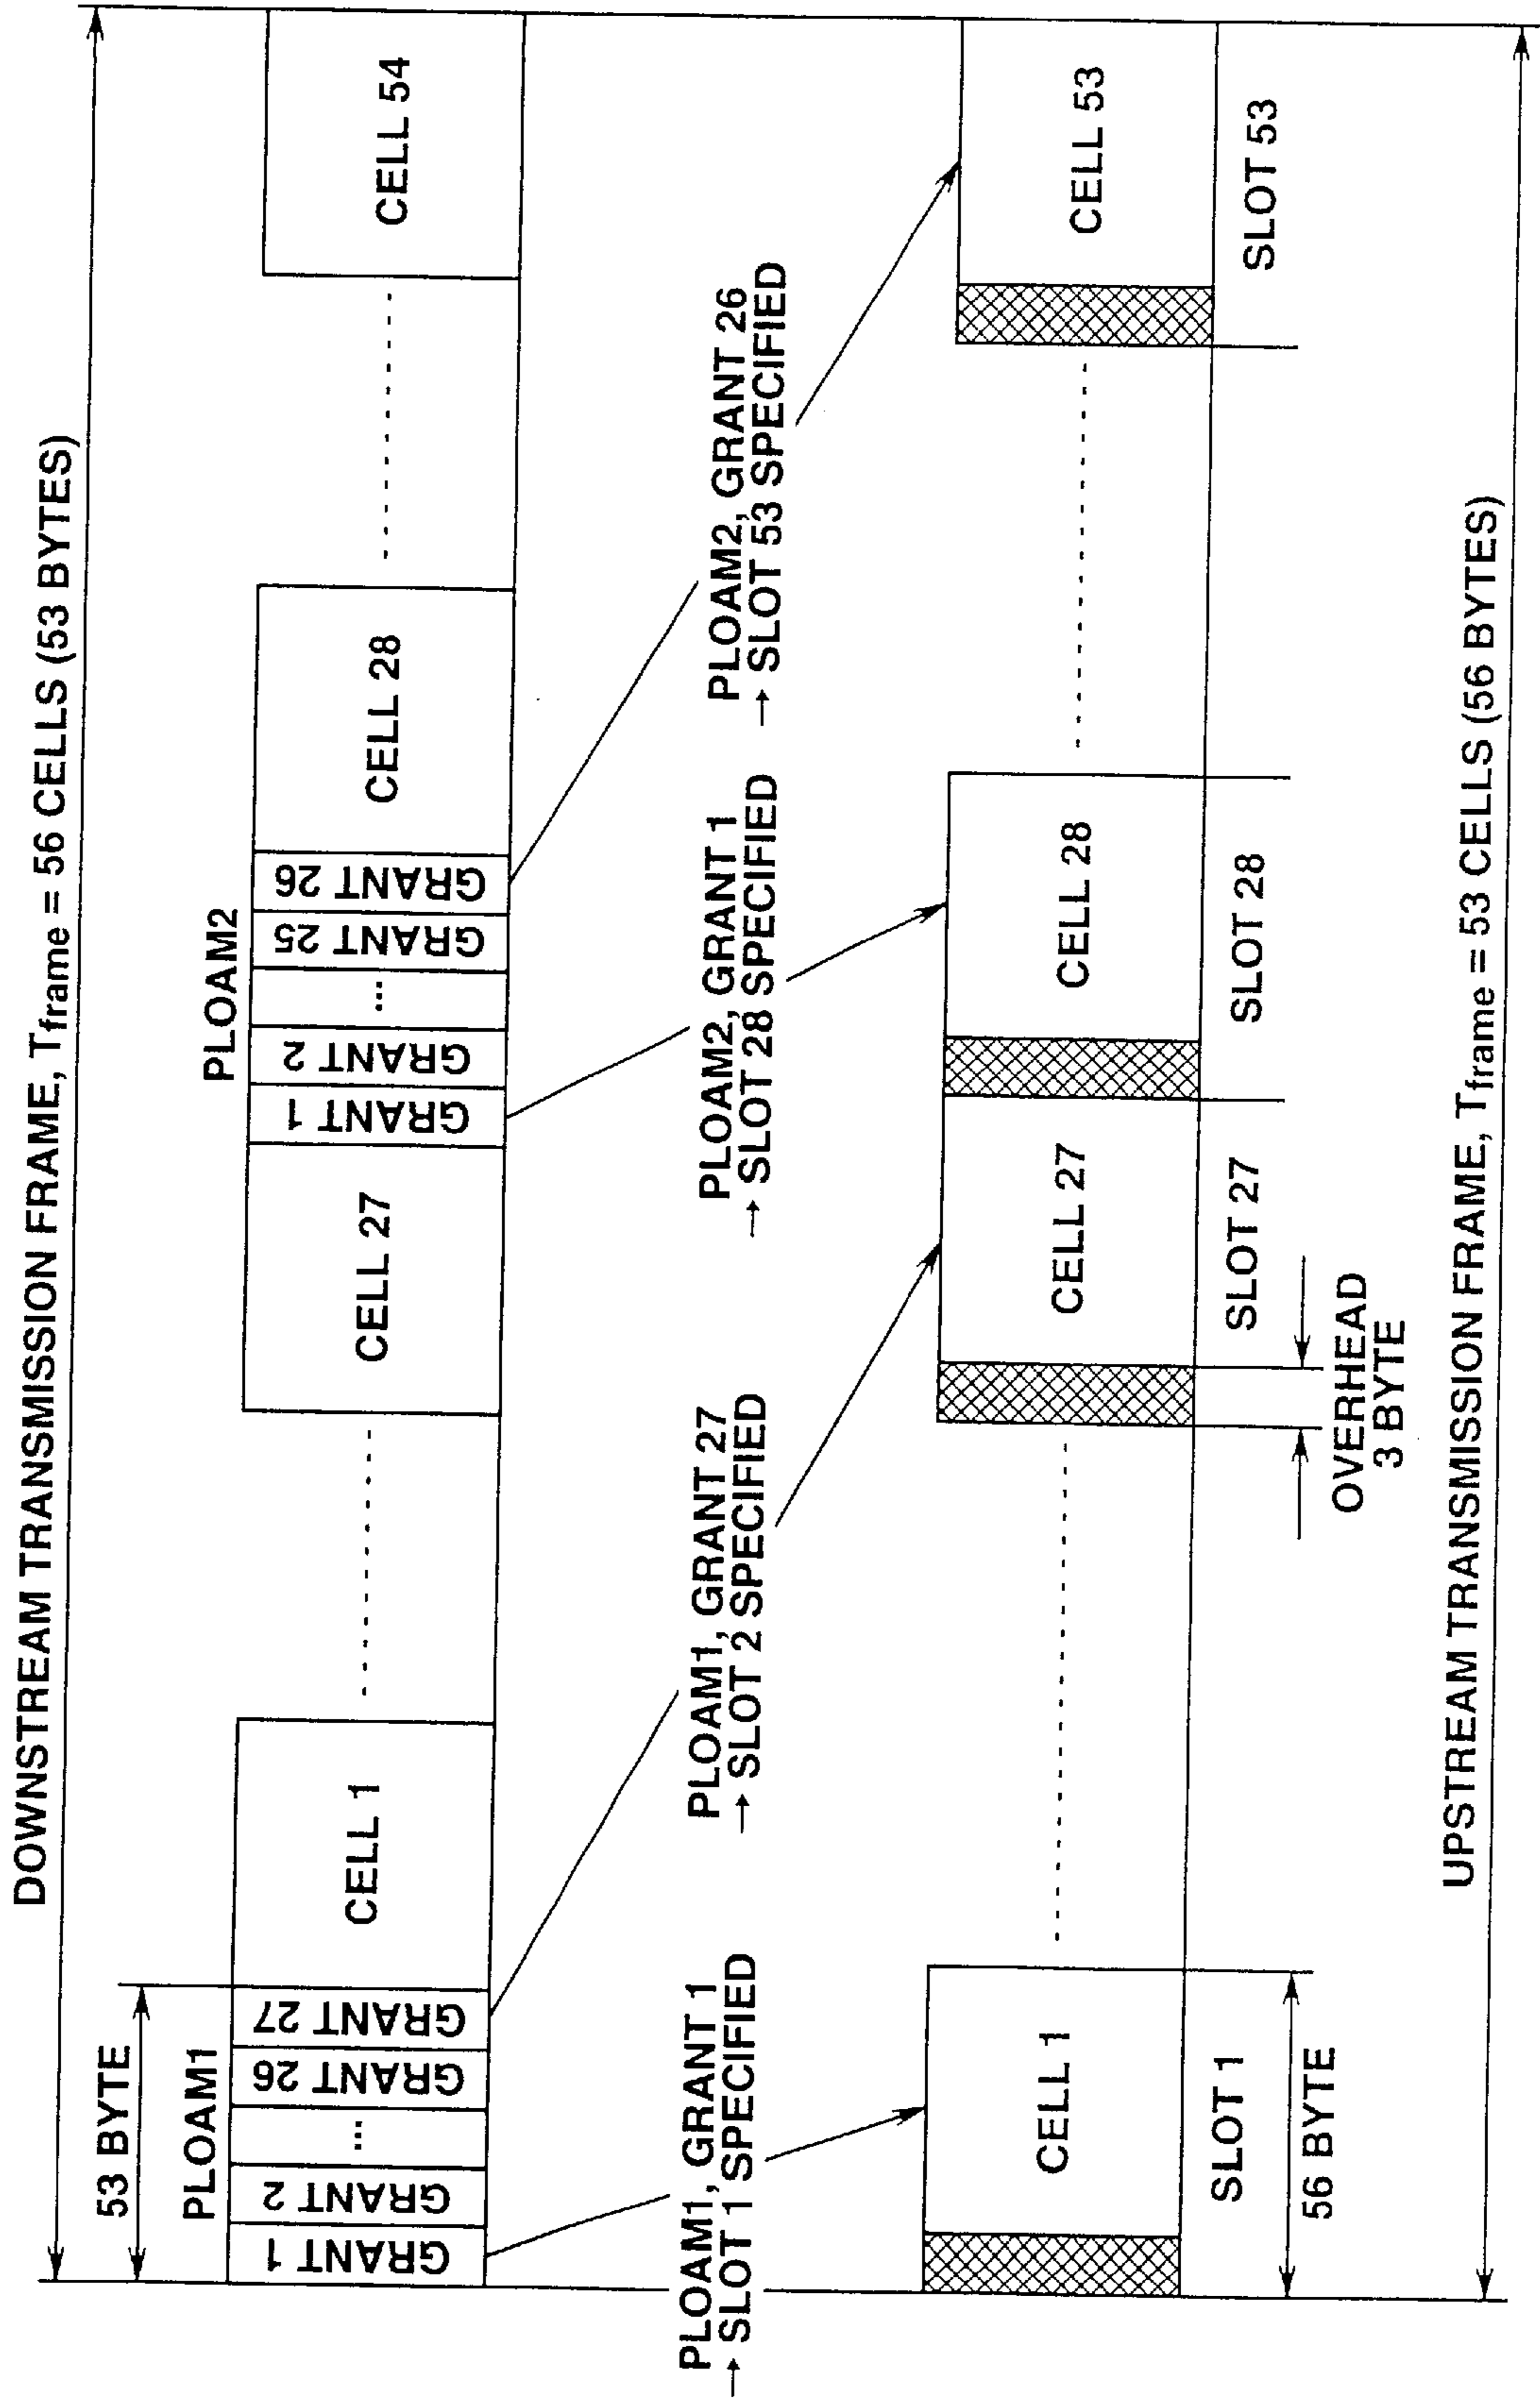 DOWNSTREAM TRANSMISSION FRAME, Tframe = 56 CELLS (53 BYTES)
53 BYTE
PLOAM1
PLOAM2
GRANT 1
GRANT 2
...
GRANT 26
GRANT 27
CELL 1
CELL 27
GRANT 1
GRANT 2
...
GRANT 25
GRANT 26
CELL 28
CELL 54
PLOAM1, GRANT 1
→ SLOT 1 SPECIFIED
PLOAM1, GRANT 27
→ SLOT 2 SPECIFIED
PLOAM2, GRANT 1
→ SLOT 28 SPECIFIED
PLOAM2, GRANT 26
→ SLOT 53 SPECIFIED
CELL 1
CELL 27
CELL 28
CELL 53
SLOT 1
SLOT 27
SLOT 28
SLOT 53
56 BYTE
OVERHEAD
3 BYTE
UPSTREAM TRANSMISSION FRAME, Tframe = 53 CELLS (56 BYTES)